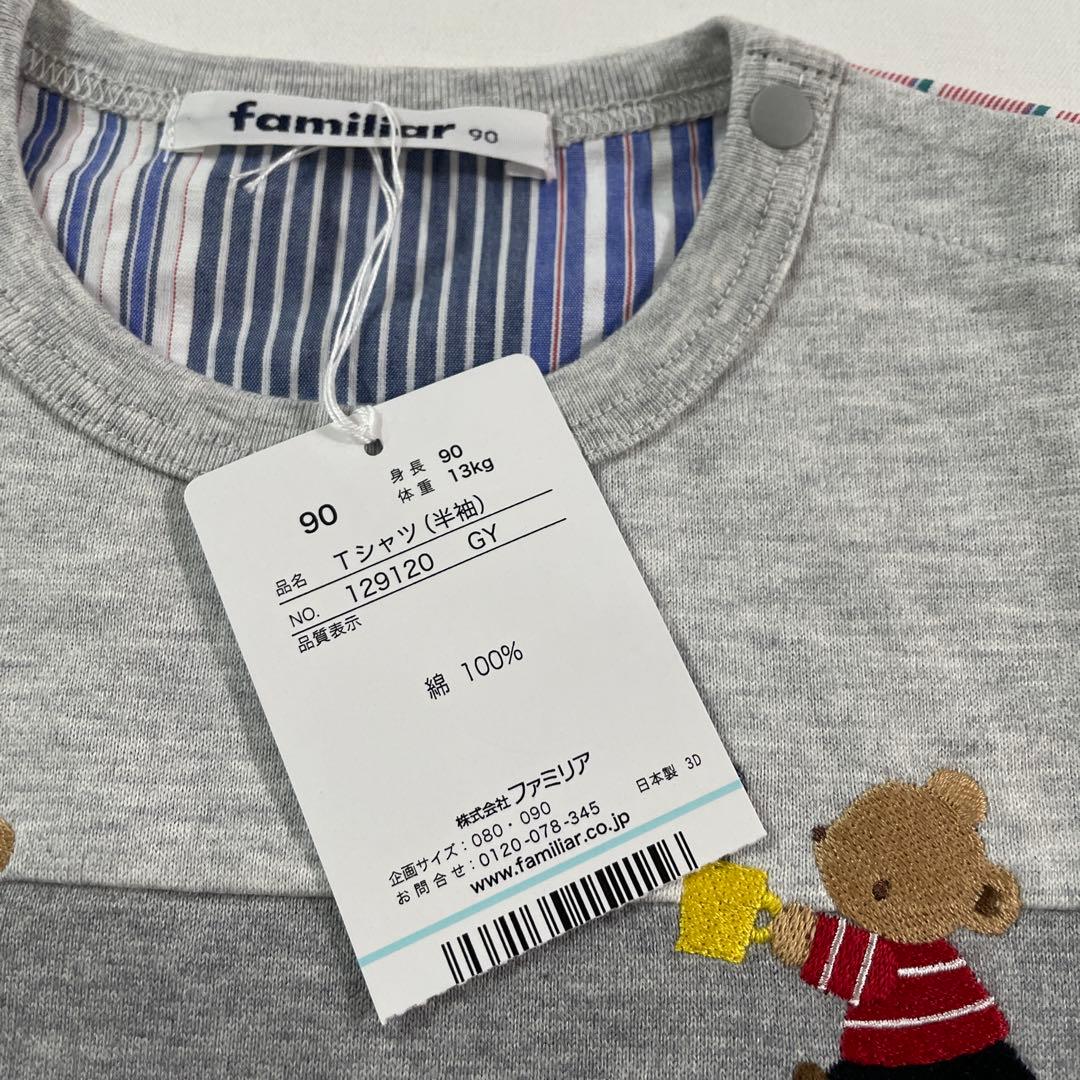 familiar 90
90
身長 90
体重 13kg
品名 Tシャツ(半袖)
NO. 129120 GY
品質表示
綿 100%
株式会社ファミリア
日本製 3D
企画サイズ:080・090
お問合せ:0120-078-345
www.familiar.co.jp